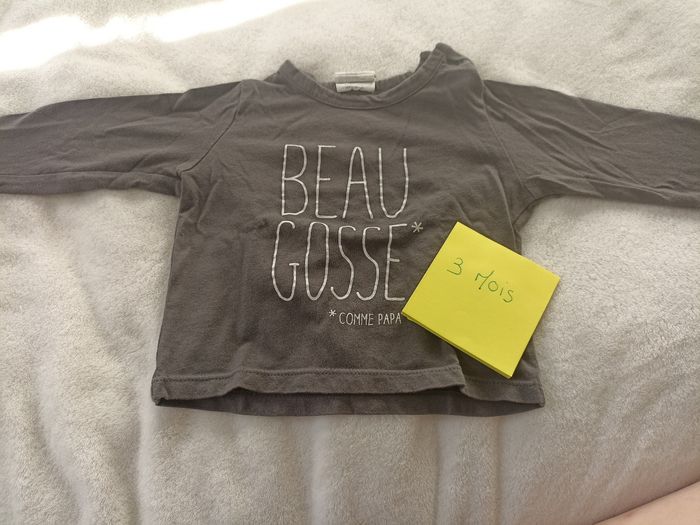 BEAU
GOSSE*
* COMME PAPA
3 Mois